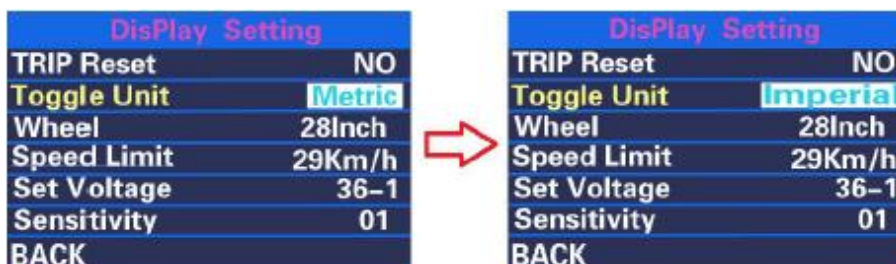 DisPlay Setting
TRIP Reset NO
Toggle Unit Metric
Wheel 28Inch
Speed Limit 29Km/h
Set Voltage 36-1
Sensitivity 01
BACK
DisPlay Setting
TRIP Reset NO
Toggle Unit Imperial
Wheel 28Inch
Speed Limit 29Km/h
Set Voltage 36-1
Sensitivity 01
BACK